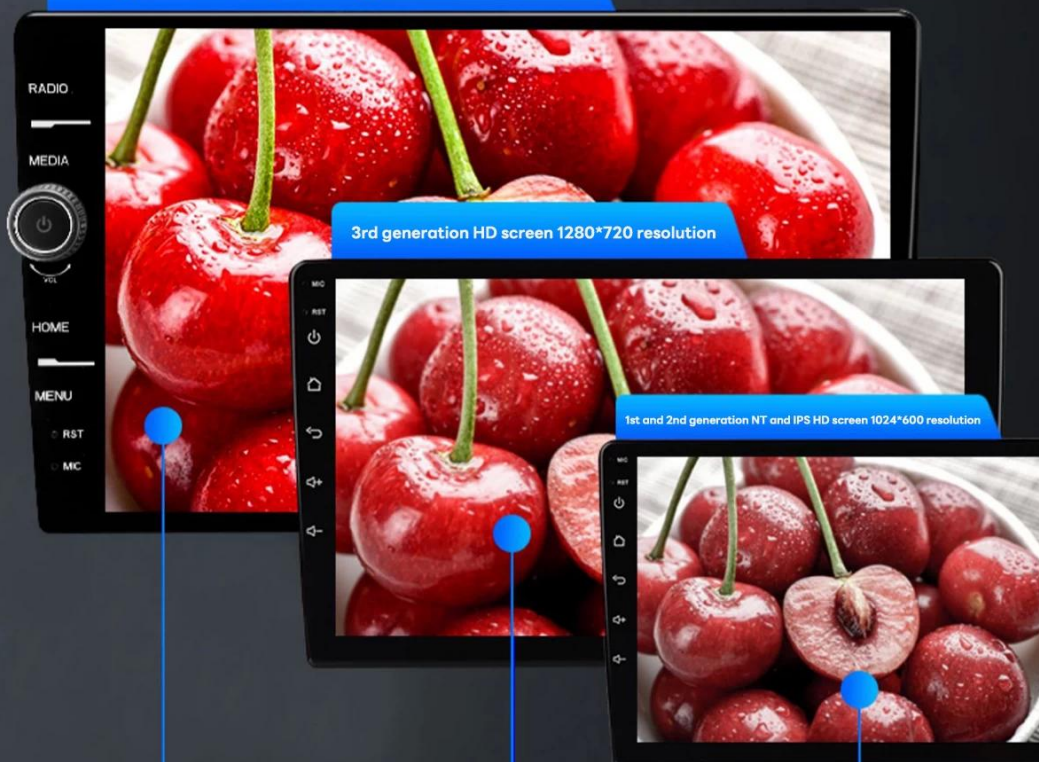 RADIO
MEDIA
VOL
HOME
MENU
RST
MIC
3rd generation HD screen 1280*720 resolution
MIC
RST
1st and 2nd generation NT and IPS HD screen 1024*600 resolution
MIC
RST